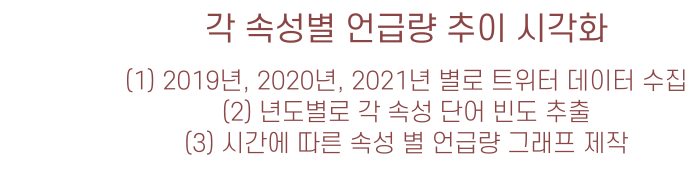 각 속성별 언급량 추이 시각화
(1) 2019년, 2020년, 2021년 별로 트위터 데이터 수집
(2) 년도별로 각 속성 단어 빈도 추출
(3) 시간에 따른 속성 별 언급량 그래프 제작